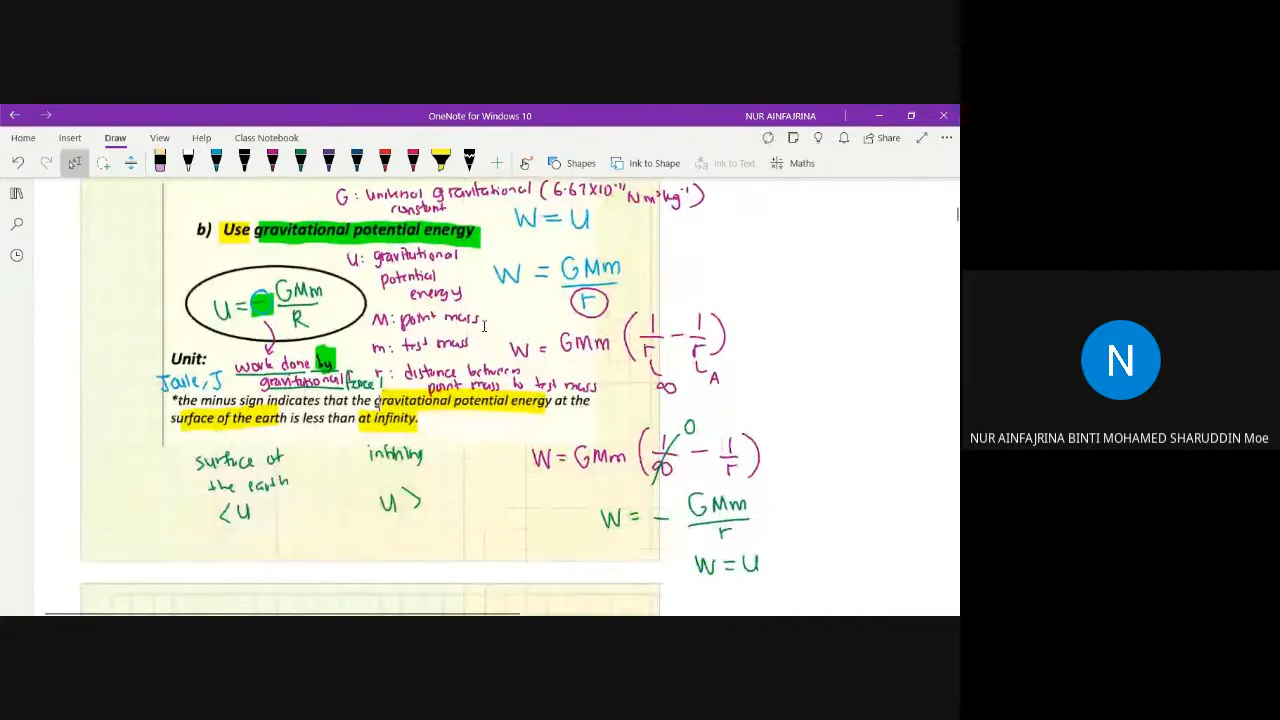 OneNote for Windows 10
NUR AINFAJRINA
Home Insert Draw View Help Class Notebook
Share
Shapes Ink to Shape Ink to Text Maths
G : universal gravitational (6.67×10⁻¹¹ Nm²kg⁻¹)
constant
b) Use gravitational potential energy
W = U
U: gravitational
potential
energy
W = GMm/r
U = - GMm/R
M: point mass
m: test mass
W = GMm (1/r - 1/r)
∞ A
Unit:
Joule, J
work done by
gravitational force
r : distance between
point mass to test mass
*the minus sign indicates that the gravitational potential energy at the
surface of the earth is less than at infinity.
W = GMm (1/∞ - 1/r)
0
surface of
the earth
< U
infinity
U >
W = - GMm/r
W = U
N
NUR AINFAJRINA BINTI MOHAMED SHARUDDIN Moe